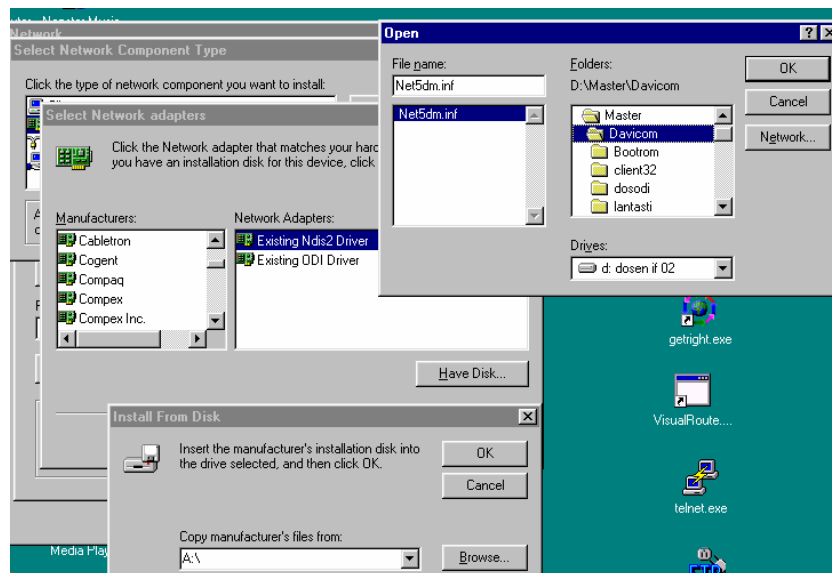 Network
Select Network Component Type
Click the type of network component you want to install:
Select Network adapters
Click the Network adapter that matches your hard
you have an installation disk for this device, click
Manufacturers:
Cabletron
Cogent
Compaq
Compex
Compex Inc.
Network Adapters:
Existing Ndis2 Driver
Existing ODI Driver
Have Disk...
Install From Disk
Insert the manufacturer's installation disk into
the drive selected, and then click OK.
OK
Cancel
Copy manufacturer's files from:
A:\
Browse...
Open
File name:
Net5dm.inf
Net5dm.inf
Folders:
D:\Master\Davicom
Master
Davicom
Bootrom
client32
dosodi
lantasti
Drives:
d: dosen if 02
OK
Cancel
Network...
getright.exe
VisualRoute....
telnet.exe
FTP
Media Play